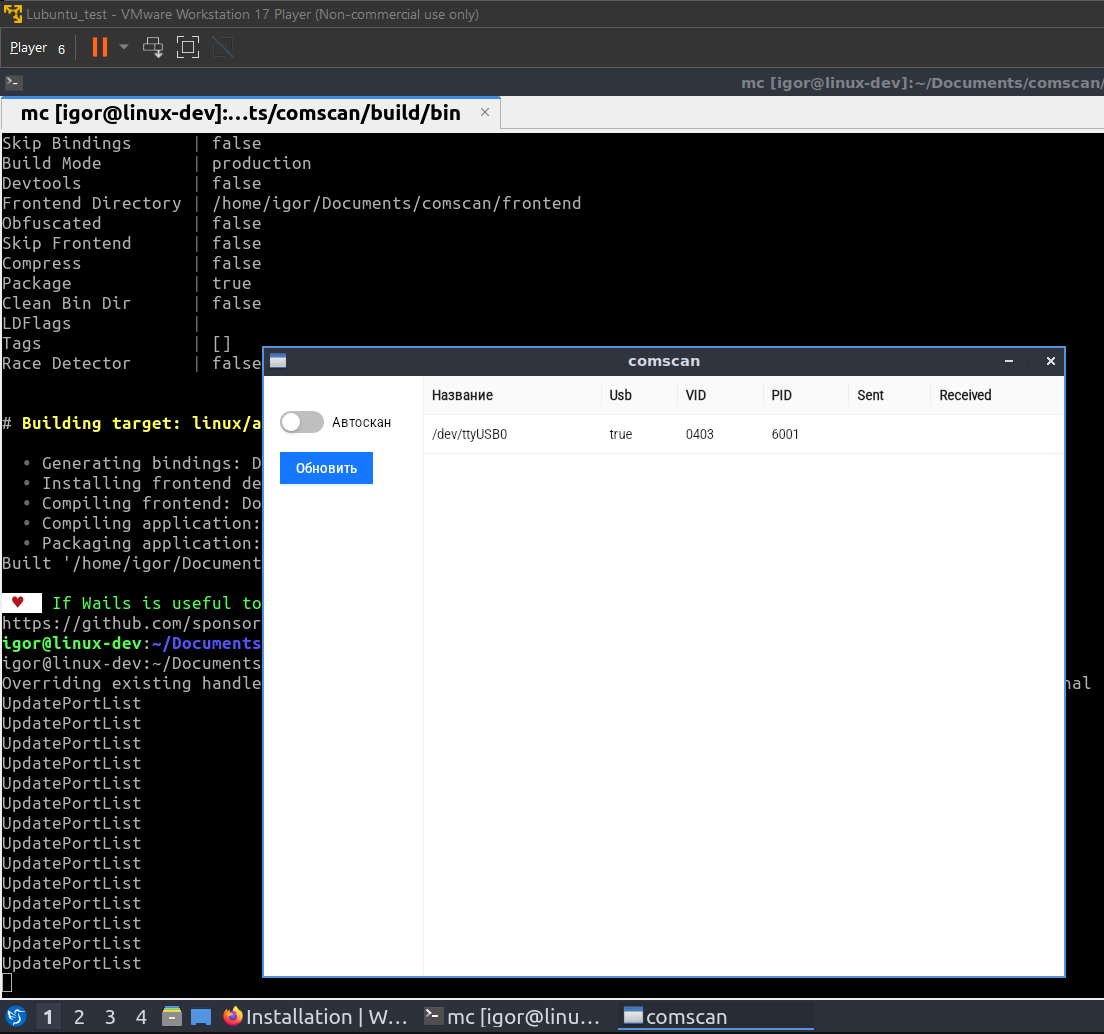 Lubuntu_test - VMware Workstation 17 Player (Non-commercial use only)
Player 6
mc [igor@linux-dev]:~/Documents/comscan/
mc [igor@linux-dev]:...ts/comscan/build/bin
Skip Bindings | false
Build Mode | production
Devtools | false
Frontend Directory | /home/igor/Documents/comscan/frontend
Obfuscated | false
Skip Frontend | false
Compress | false
Package | true
Clean Bin Dir | false
LDFlags |
Tags | []
Race Detector | false
# Building target: linux/a
• Generating bindings: D
• Installing frontend de
• Compiling frontend: Do
• Compiling application:
• Packaging application:
Built '/home/igor/Document
♥ If Wails is useful to
https://github.com/sponsor
igor@linux-dev:~/Documents
igor@linux-dev:~/Documents
Overriding existing handle nal
UpdatePortList
UpdatePortList
UpdatePortList
UpdatePortList
UpdatePortList
UpdatePortList
UpdatePortList
UpdatePortList
UpdatePortList
UpdatePortList
UpdatePortList
UpdatePortList
UpdatePortList
UpdatePortList
comscan
Автоскан
Обновить
Название Usb VID PID Sent Received
/dev/ttyUSB0 true 0403 6001
1 2 3 4 Installation | W... mc [igor@linu... comscan